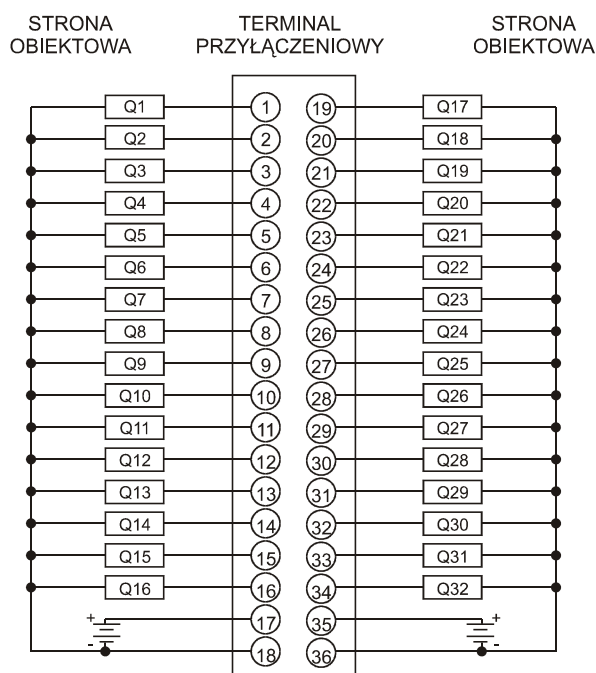 STRONA OBIEKTOWA
TERMINAL PRZYŁĄCZENIOWY
STRONA OBIEKTOWA
Q1 1 19 Q17
Q2 2 20 Q18
Q3 3 21 Q19
Q4 4 22 Q20
Q5 5 23 Q21
Q6 6 24 Q22
Q7 7 25 Q23
Q8 8 26 Q24
Q9 9 27 Q25
Q10 10 28 Q26
Q11 11 29 Q27
Q12 12 30 Q28
Q13 13 31 Q29
Q14 14 32 Q30
Q15 15 33 Q31
Q16 16 34 Q32
+ 17 35 +
- 18 36 -